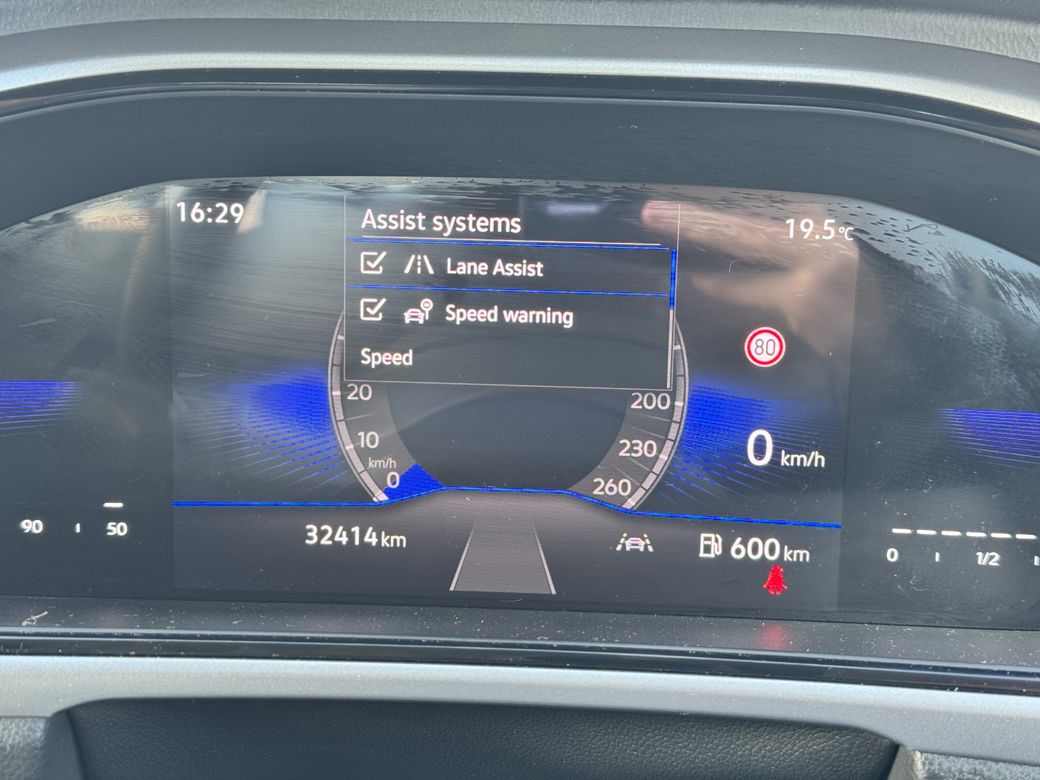 16:29
Assist systems
19.5°C
Lane Assist
Speed warning
80
Speed
20
200
10
230
0 km/h
km/h
0
260
90
50
32414 km
600 km
0
1/2